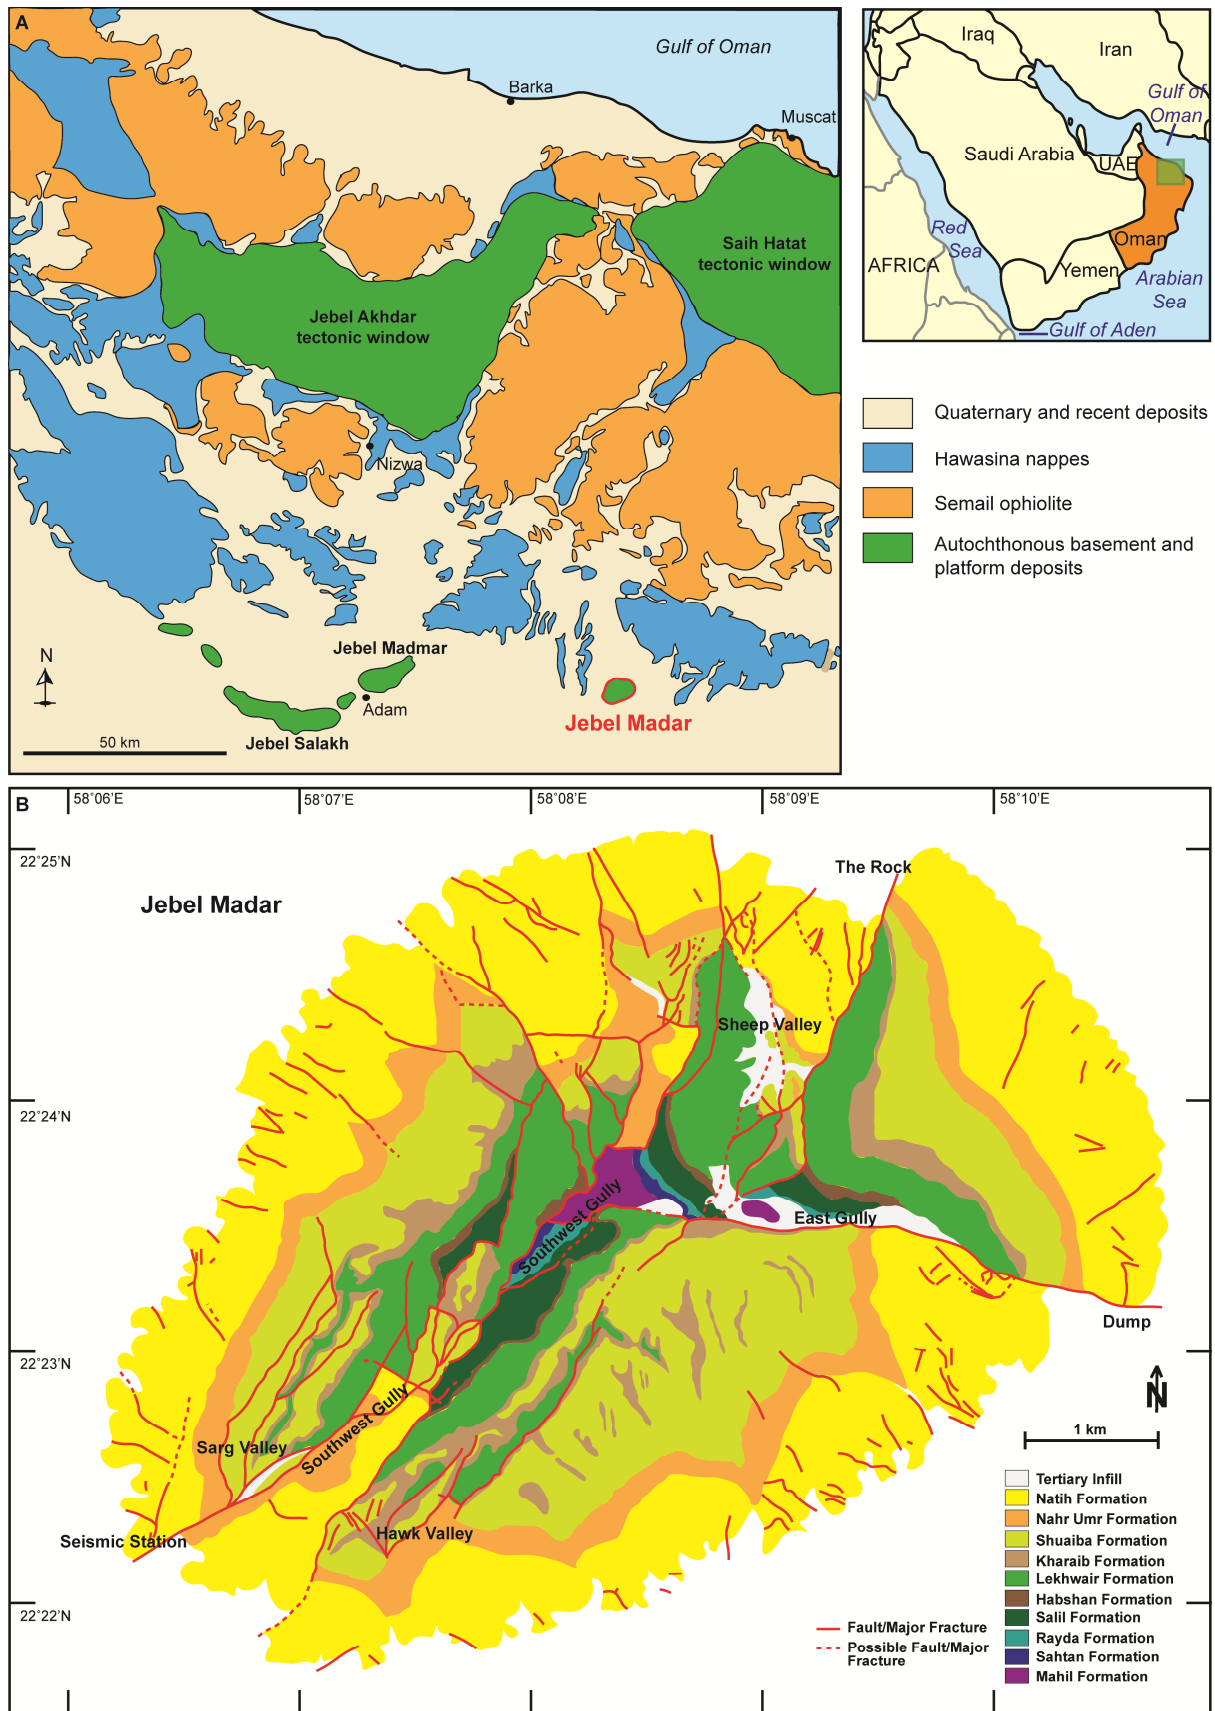 A
Gulf of Oman
Barka
Muscat
Saih Hatat
tectonic window
Jebel Akhdar
tectonic window
Nizwa
N
Jebel Madmar
Adam
Jebel Salakh
Jebel Madar
50 km
Iraq
Iran
Gulf of
Oman
Saudi Arabia
UAE
Red
Sea
Oman
AFRICA
Yemen
Arabian
Sea
Gulf of Aden
Quaternary and recent deposits
Hawasina nappes
Semail ophiolite
Autochthonous basement and
platform deposits
B
58°06'E
58°07'E
58°08'E
58°09'E
58°10'E
22°25'N
22°24'N
22°23'N
22°22'N
Jebel Madar
The Rock
Sheep Valley
Southwest Gully
East Gully
Dump
Southwest Gully
Sarg Valley
Seismic Station
Hawk Valley
N
1 km
Tertiary Infill
Natih Formation
Nahr Umr Formation
Shuaiba Formation
Kharaib Formation
Lekhwair Formation
Habshan Formation
Salil Formation
Rayda Formation
Sahtan Formation
Mahil Formation
Fault/Major Fracture
Possible Fault/Major
Fracture